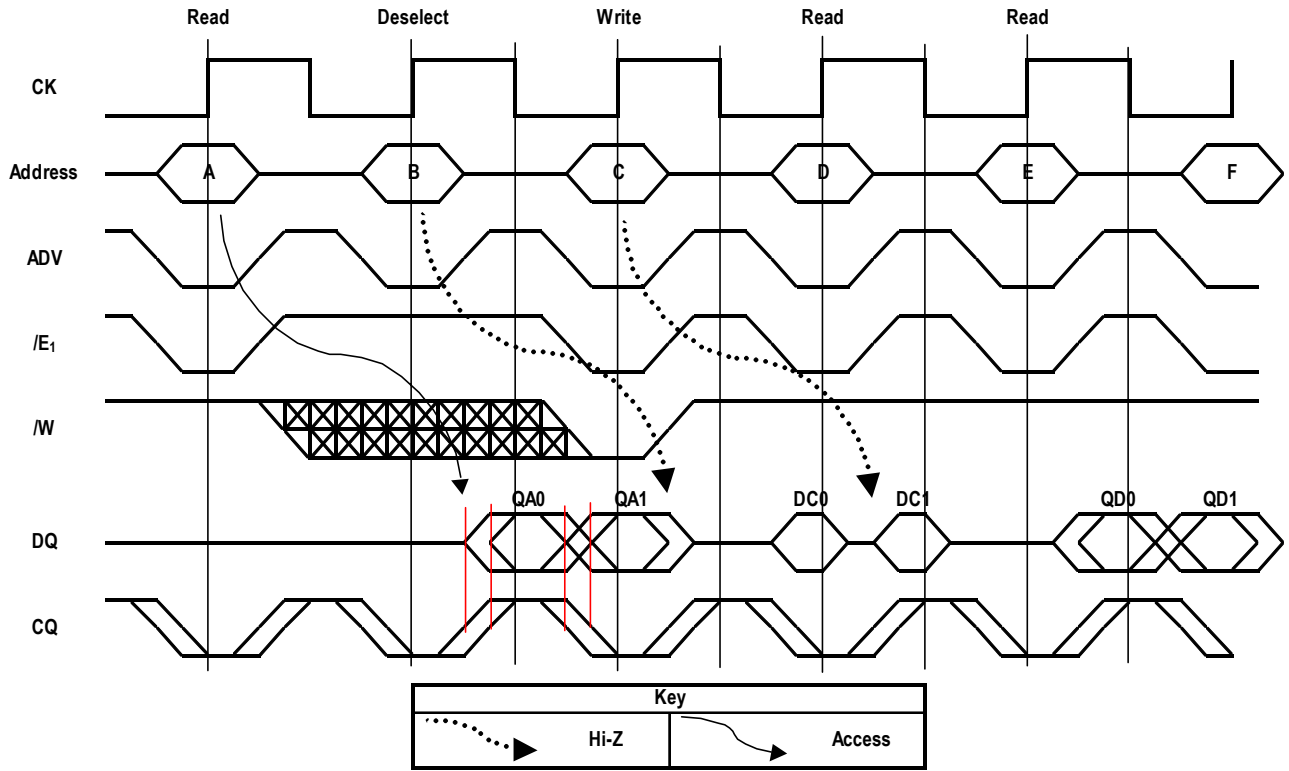 Read Deselect Write Read Read
CK
Address A B C D E F
ADV
/E1
/W
QA0 QA1 DC0 DC1 QD0 QD1
DQ
CQ
Key
Hi-Z Access